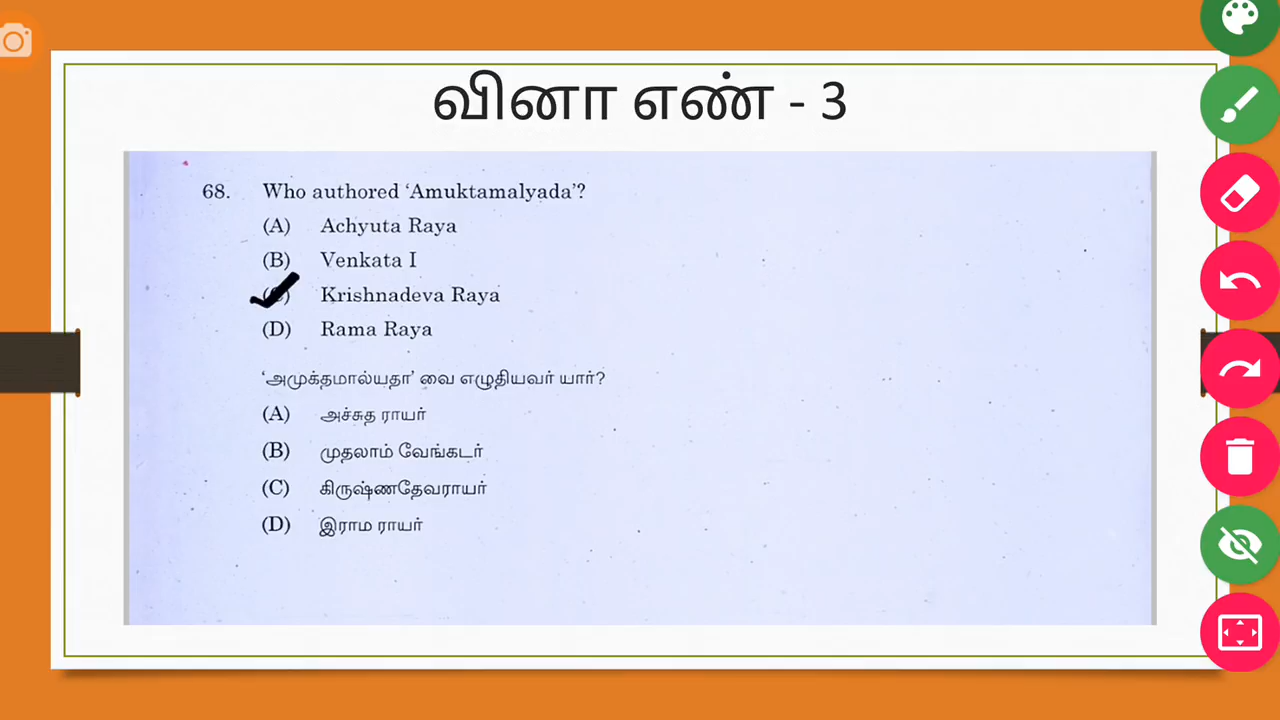 வினா எண் - 3
68. Who authored ‘Amuktamalyada’?
(A) Achyuta Raya
(B) Venkata I
(C) Krishnadeva Raya
(D) Rama Raya
‘அமுக்தமால்யதா’ வை எழுதியவர் யார்?
(A) அச்சுத ராயர்
(B) முதலாம் வேங்கடர்
(C) கிருஷ்ணதேவராயர்
(D) இராம ராயர்